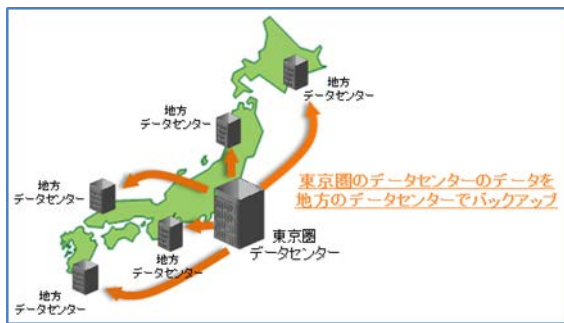 地方
データセンター
地方
データセンター
東京圏のデータセンターのデータを
地方のデータセンターでバックアップ
地方
データセンター
東京圏
データセンター
地方
データセンター
地方
データセンター